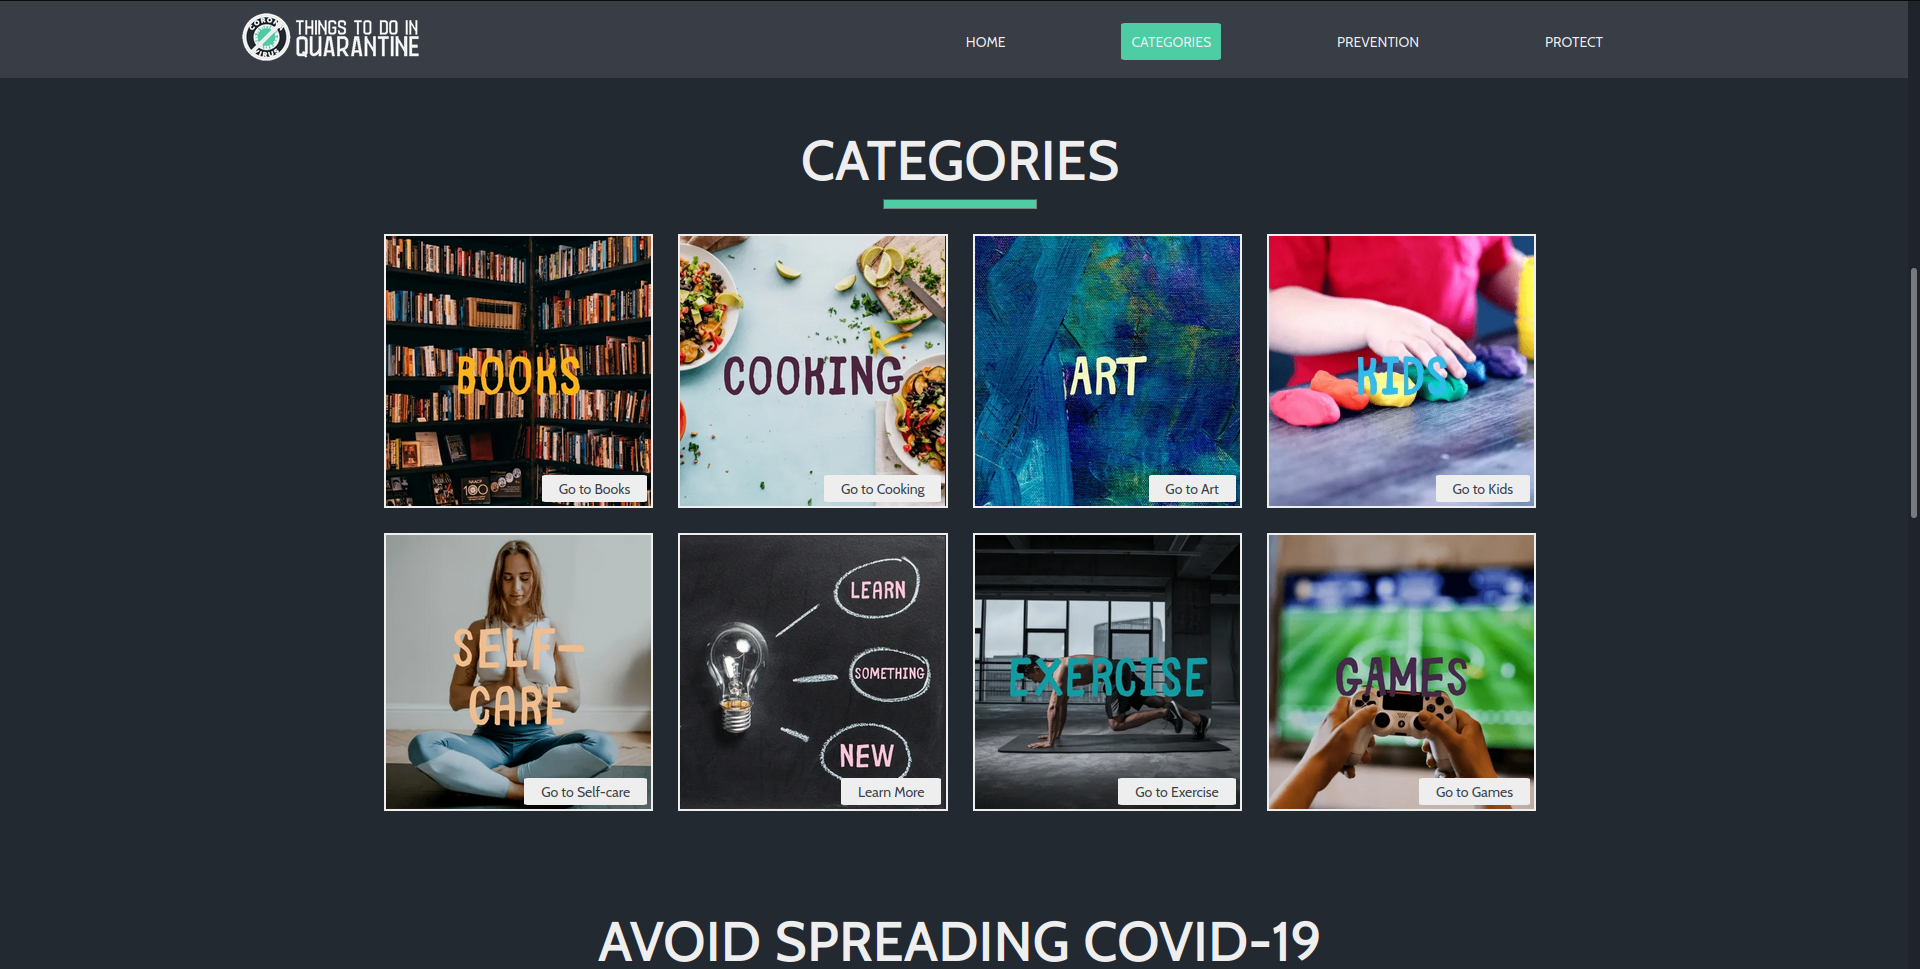 CORONA
VIRUS
THINGS TO DO IN
QUARANTINE
HOME
CATEGORIES
PREVENTION
PROTECT
CATEGORIES
BOOKS
Go to Books
COOKING
Go to Cooking
ART
Go to Art
KIDS
Go to Kids
SELF-
CARE
Go to Self-care
LEARN
SOMETHING
NEW
Learn More
EXERCISE
Go to Exercise
GAMES
Go to Games
AVOID SPREADING COVID-19